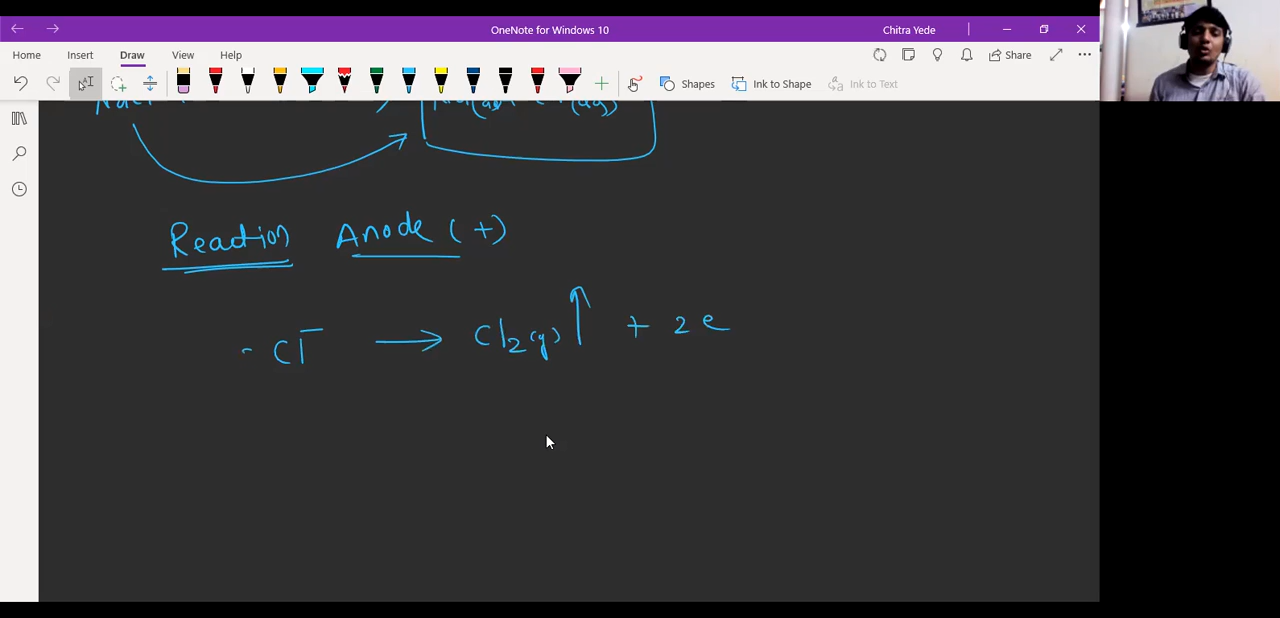 OneNote for Windows 10
Chitra Yede
Home Insert Draw View Help
Share
Shapes Ink to Shape Ink to Text
Reaction Anode (+)
Cl⁻ → Cl₂(g) ↑ + 2e